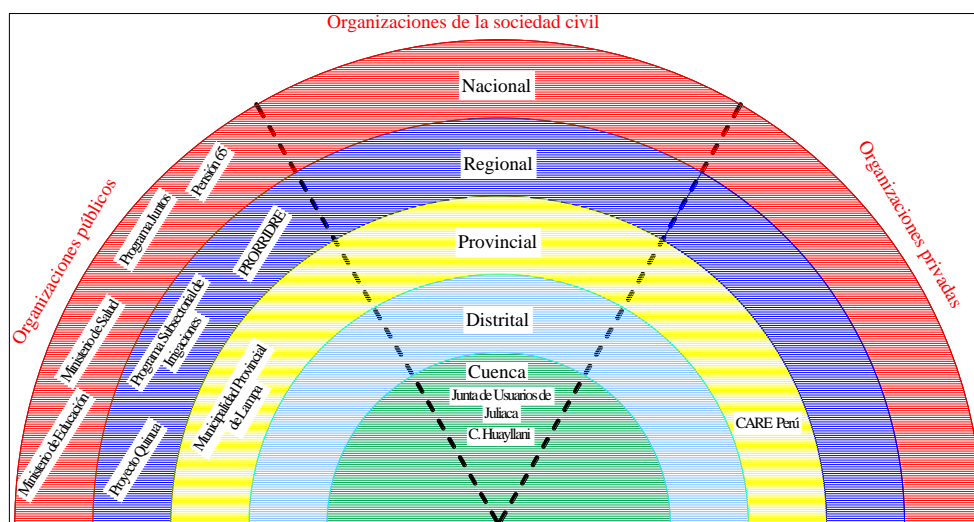 Organizaciones de la sociedad civil
Nacional
Regional
Provincial
Distrital
Cuenca
Junta de Usuarios de
Juliaca
C. Huayllani
Organizaciones públicos
Pensión 65
Programa Juntos
Ministerio de Salud
Ministerio de Educación
PRORRIDRE
Programa Subsectorial de
Irrigaciones
Proyecto Quinua
Municipalidad Provincial
de Lampa
Organizaciones privadas
CARE Perú